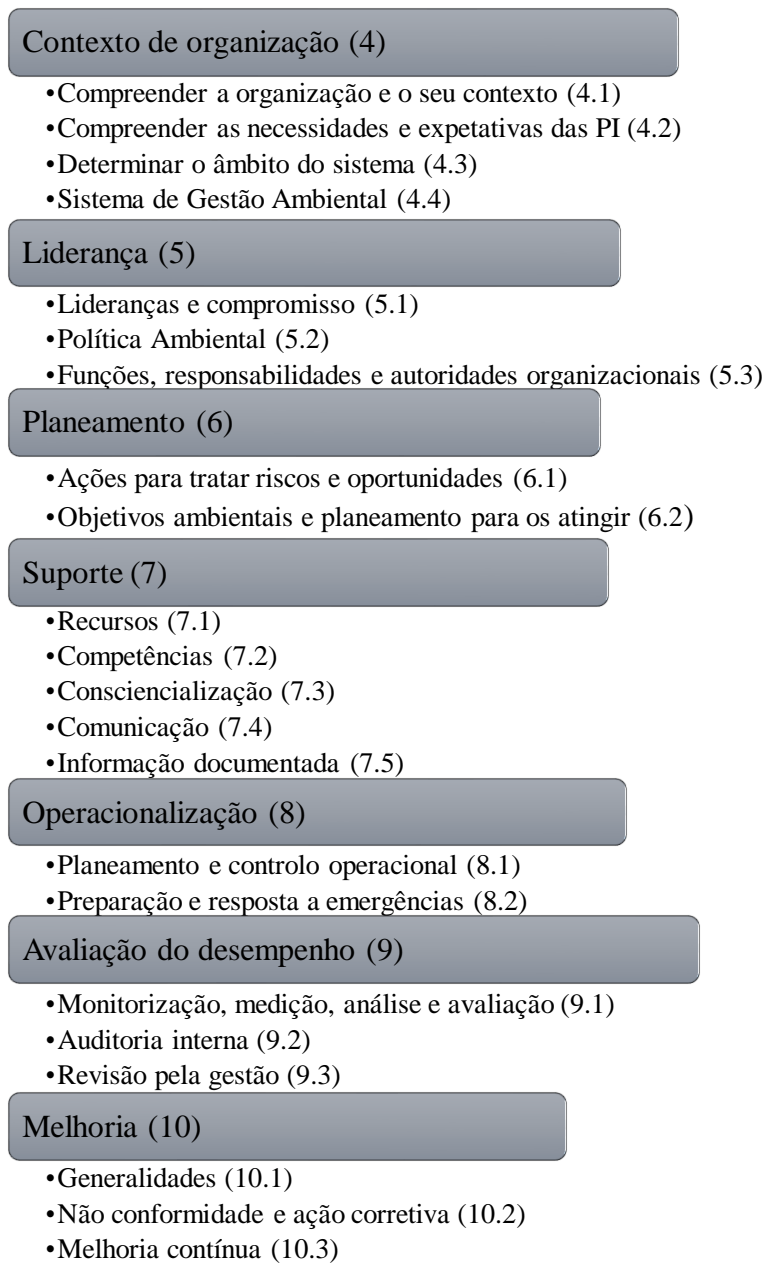 Contexto de organização (4)
•Compreender a organização e o seu contexto (4.1)
•Compreender as necessidades e expetativas das PI (4.2)
•Determinar o âmbito do sistema (4.3)
•Sistema de Gestão Ambiental (4.4)
Liderança (5)
•Lideranças e compromisso (5.1)
•Política Ambiental (5.2)
•Funções, responsabilidades e autoridades organizacionais (5.3)
Planeamento (6)
•Ações para tratar riscos e oportunidades (6.1)
•Objetivos ambientais e planeamento para os atingir (6.2)
Suporte (7)
•Recursos (7.1)
•Competências (7.2)
•Consciencialização (7.3)
•Comunicação (7.4)
•Informação documentada (7.5)
Operacionalização (8)
•Planeamento e controlo operacional (8.1)
•Preparação e resposta a emergências (8.2)
Avaliação do desempenho (9)
•Monitorização, medição, análise e avaliação (9.1)
•Auditoria interna (9.2)
•Revisão pela gestão (9.3)
Melhoria (10)
•Generalidades (10.1)
•Não conformidade e ação corretiva (10.2)
•Melhoria contínua (10.3)